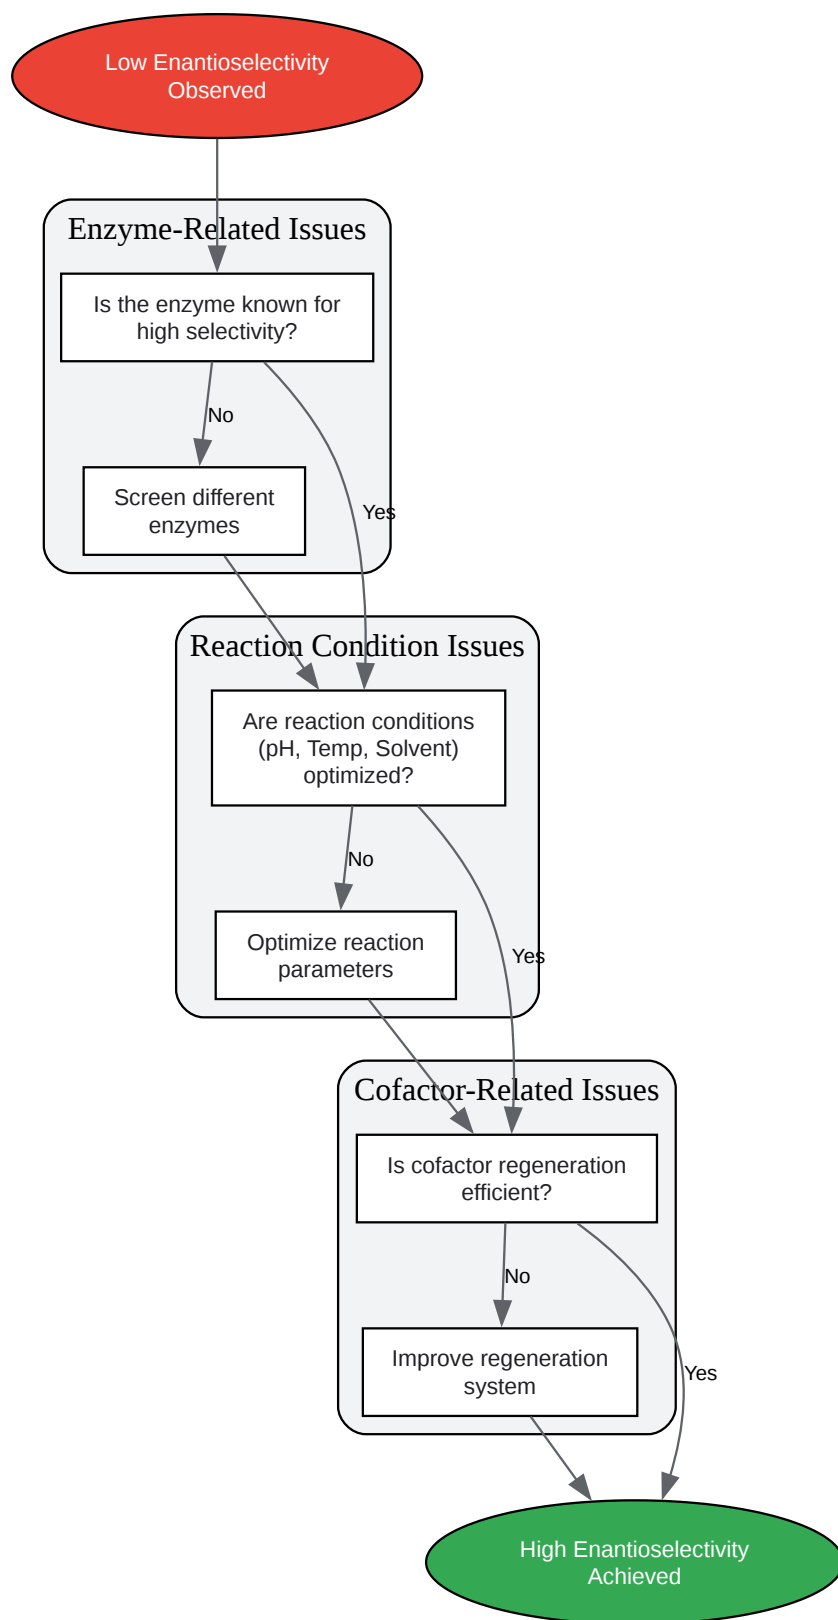 Low Enantioselectivity
Observed
Enzyme-Related Issues
Is the enzyme known for
high selectivity?
No
Screen different
enzymes
Yes
Reaction Condition Issues
Are reaction conditions
(pH, Temp, Solvent)
optimized?
No
Optimize reaction
parameters
Yes
Cofactor-Related Issues
Is cofactor regeneration
efficient?
No
Improve regeneration
system
Yes
High Enantioselectivity
Achieved